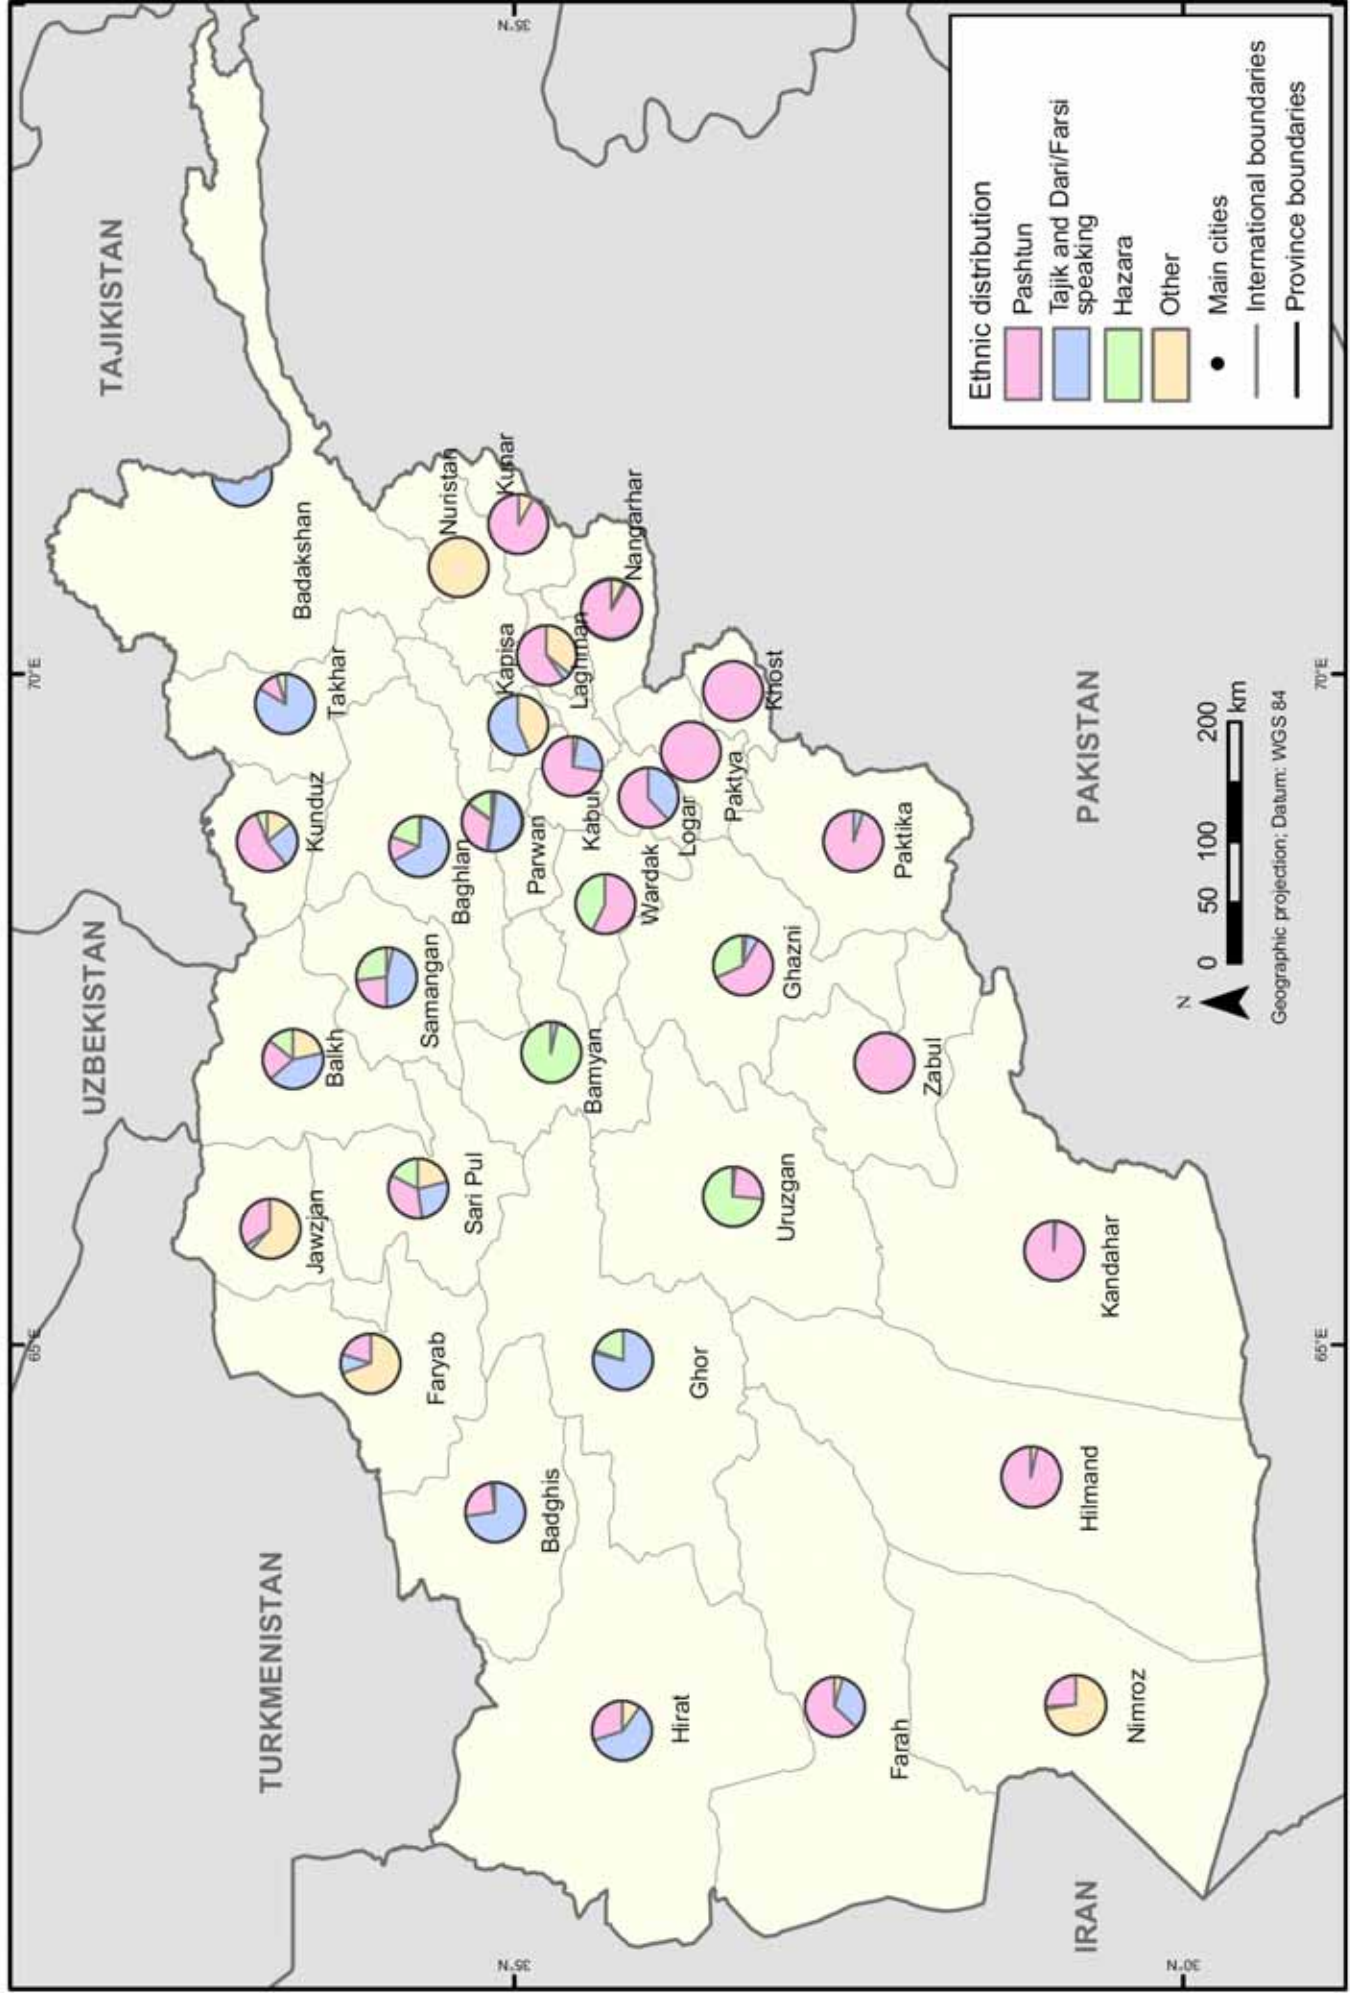 70°E
65°E
35°N
35°N
30°N
70°E
65°E
TAJIKISTAN
UZBEKISTAN
TURKMENISTAN
PAKISTAN
IRAN
Badakshan
Takhar
Kunduz
Balkh
Jawzjan
Samangan
Baghlan
Sari Pul
Faryab
Badghis
Nuristan
Kunar
Nangarhar
Laghman
Kapisa
Parwan
Kabul
Logar
Khost
Paktya
Paktika
Wardak
Bamyan
Ghazni
Ghor
Hirat
Uruzgan
Zabul
Kandahar
Hilmand
Farah
Nimroz
N
0 50 100 200
km
Geographic projection; Datum: WGS 84
Ethnic distribution
Pashtun
Tajik and Dari/Farsi
speaking
Hazara
Other
Main cities
International boundaries
Province boundaries